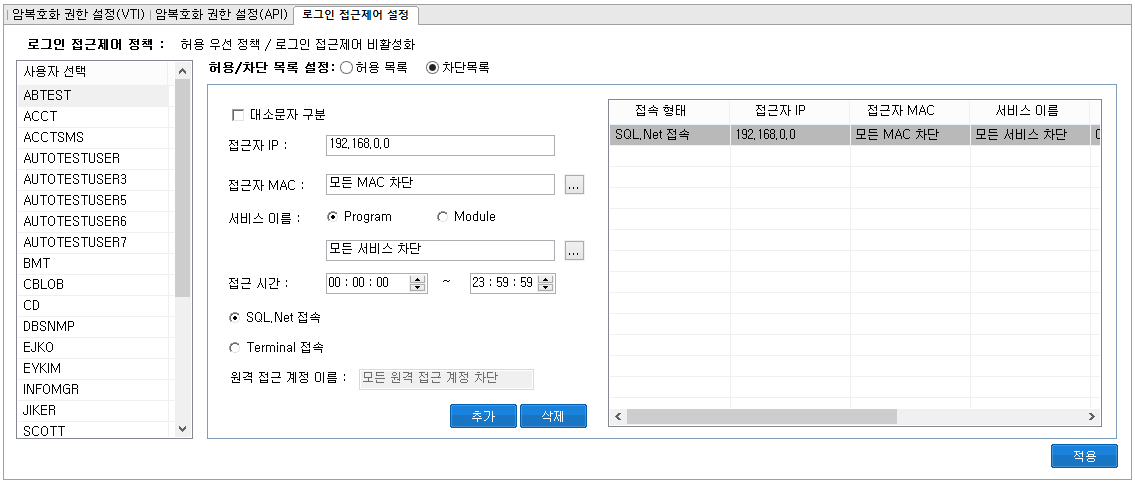 암복호화 권한 설정(VTI) 암복호화 권한 설정(API) 로그인 접근제어 설정
로그인 접근제어 정책 : 허용 우선 정책 / 로그인 접근제어 비활성화
사용자 선택
ABTEST
ACCT
ACCTSMS
AUTOTESTUSER
AUTOTESTUSER3
AUTOTESTUSER5
AUTOTESTUSER6
AUTOTESTUSER7
BMT
CBLOB
CD
DBSNMP
EJKO
EYKIM
INFOMGR
JIKER
SCOTT
허용/차단 목록 설정: 허용 목록 차단목록
대소문자 구분
접근자 IP : 192.168.0.0
접근자 MAC : 모든 MAC 차단 ...
서비스 이름 : Program Module
모든 서비스 차단 ...
접근 시간 : 00 : 00 : 00 ~ 23 : 59 : 59
SQL.Net 접속
Terminal 접속
원격 접근 계정 이름 : 모든 원격 접근 계정 차단
추가 삭제
접속 형태 접근자 IP 접근자 MAC 서비스 이름
SQL.Net 접속 192.168.0.0 모든 MAC 차단 모든 서비스 차단
적용